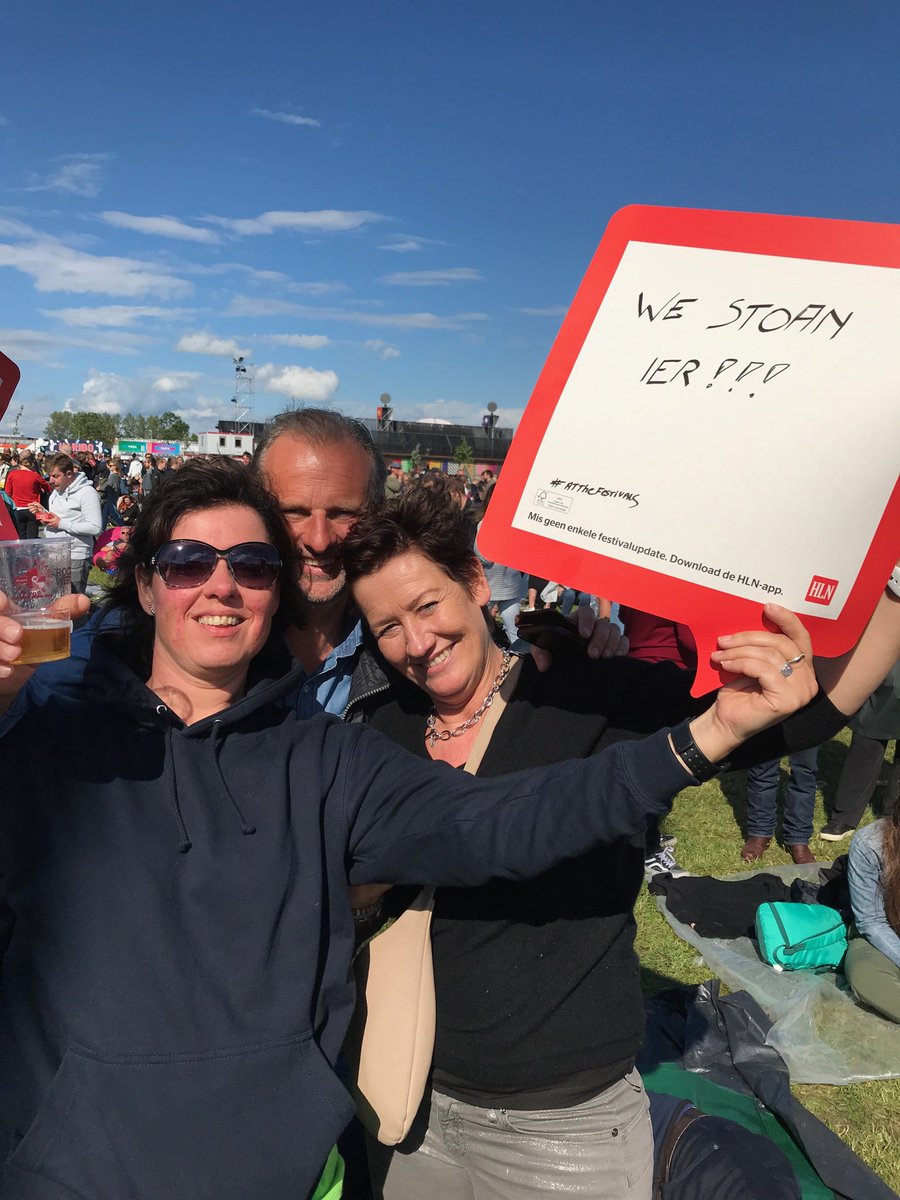 WE STOAN
IER!!!
#ATTHEFESTIVALS
Mis geen enkele festivalupdate. Download de HLN-app.
HLN